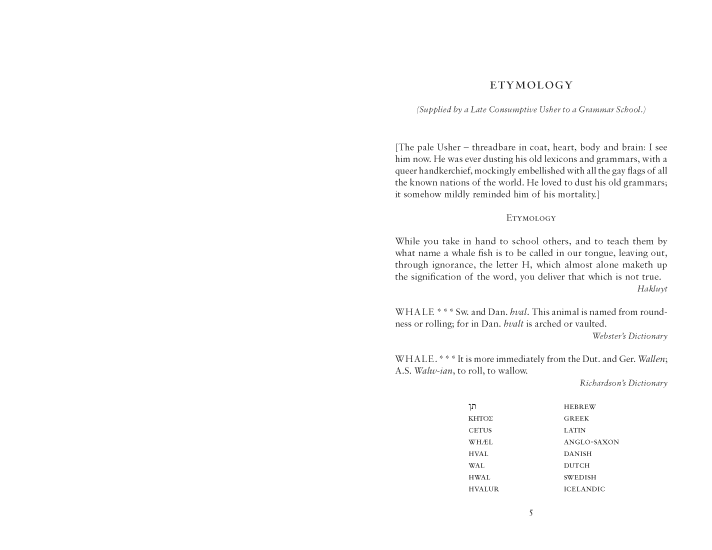 ETYMOLOGY
(Supplied by a Late Consumptive Usher to a Grammar School.)
[The pale Usher – threadbare in coat, heart, body and brain: I see
him now. He was ever dusting his old lexicons and grammars, with a
queer handkerchief, mockingly embellished with all the gay flags of all
the known nations of the world. He loved to dust his old grammars;
it somehow mildly reminded him of his mortality.]
Etymology
While you take in hand to school others, and to teach them by
what name a whale fish is to be called in our tongue, leaving out,
through ignorance, the letter H, which almost alone maketh up
the signification of the word, you deliver that which is not true.
Hakluyt
WHALE * * * Sw. and Dan. hval. This animal is named from round-
ness or rolling; for in Dan. hvalt is arched or vaulted.
Webster's Dictionary
WHALE. * * * It is more immediately from the Dut. and Ger. Wallen;
A.S. Walw-ian, to roll, to wallow.
Richardson's Dictionary
תן HEBREW
ΚΗΤΟΣ GREEK
CETUS LATIN
WHÆL ANGLO-SAXON
HVAL DANISH
WAL DUTCH
HWAL SWEDISH
HVALUR ICELANDIC
5